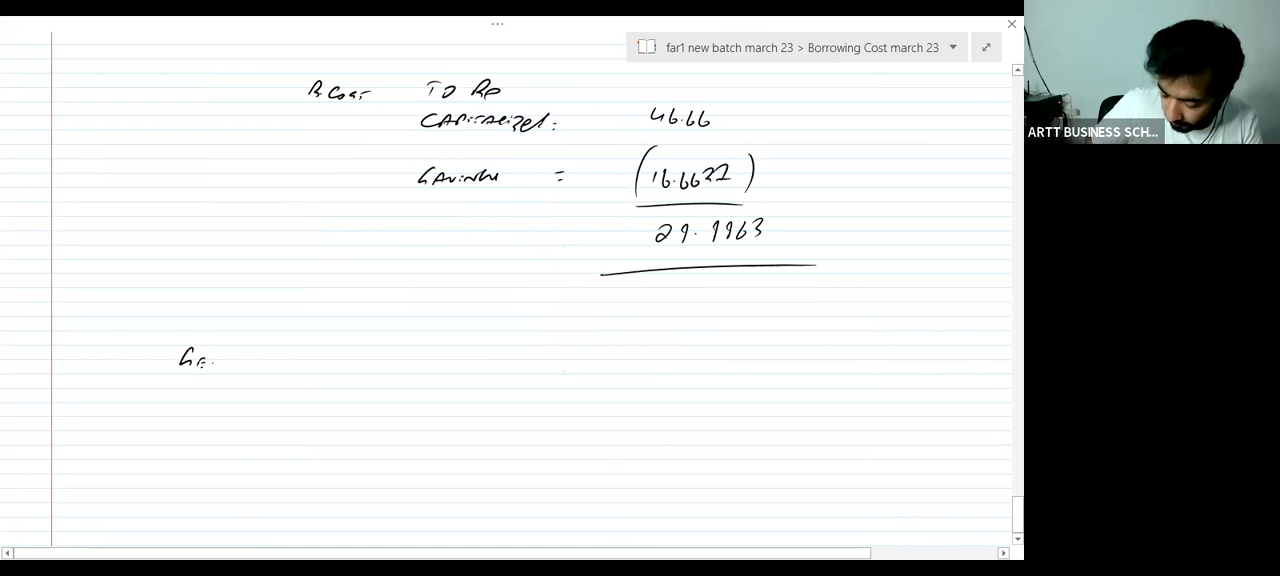 ...
far1 new batch march 23 > Borrowing Cost march 23
B Cost TO Be
Capitalized: 46.66
= (16.6637)
29.9963
ARTT BUSINESS SCH...